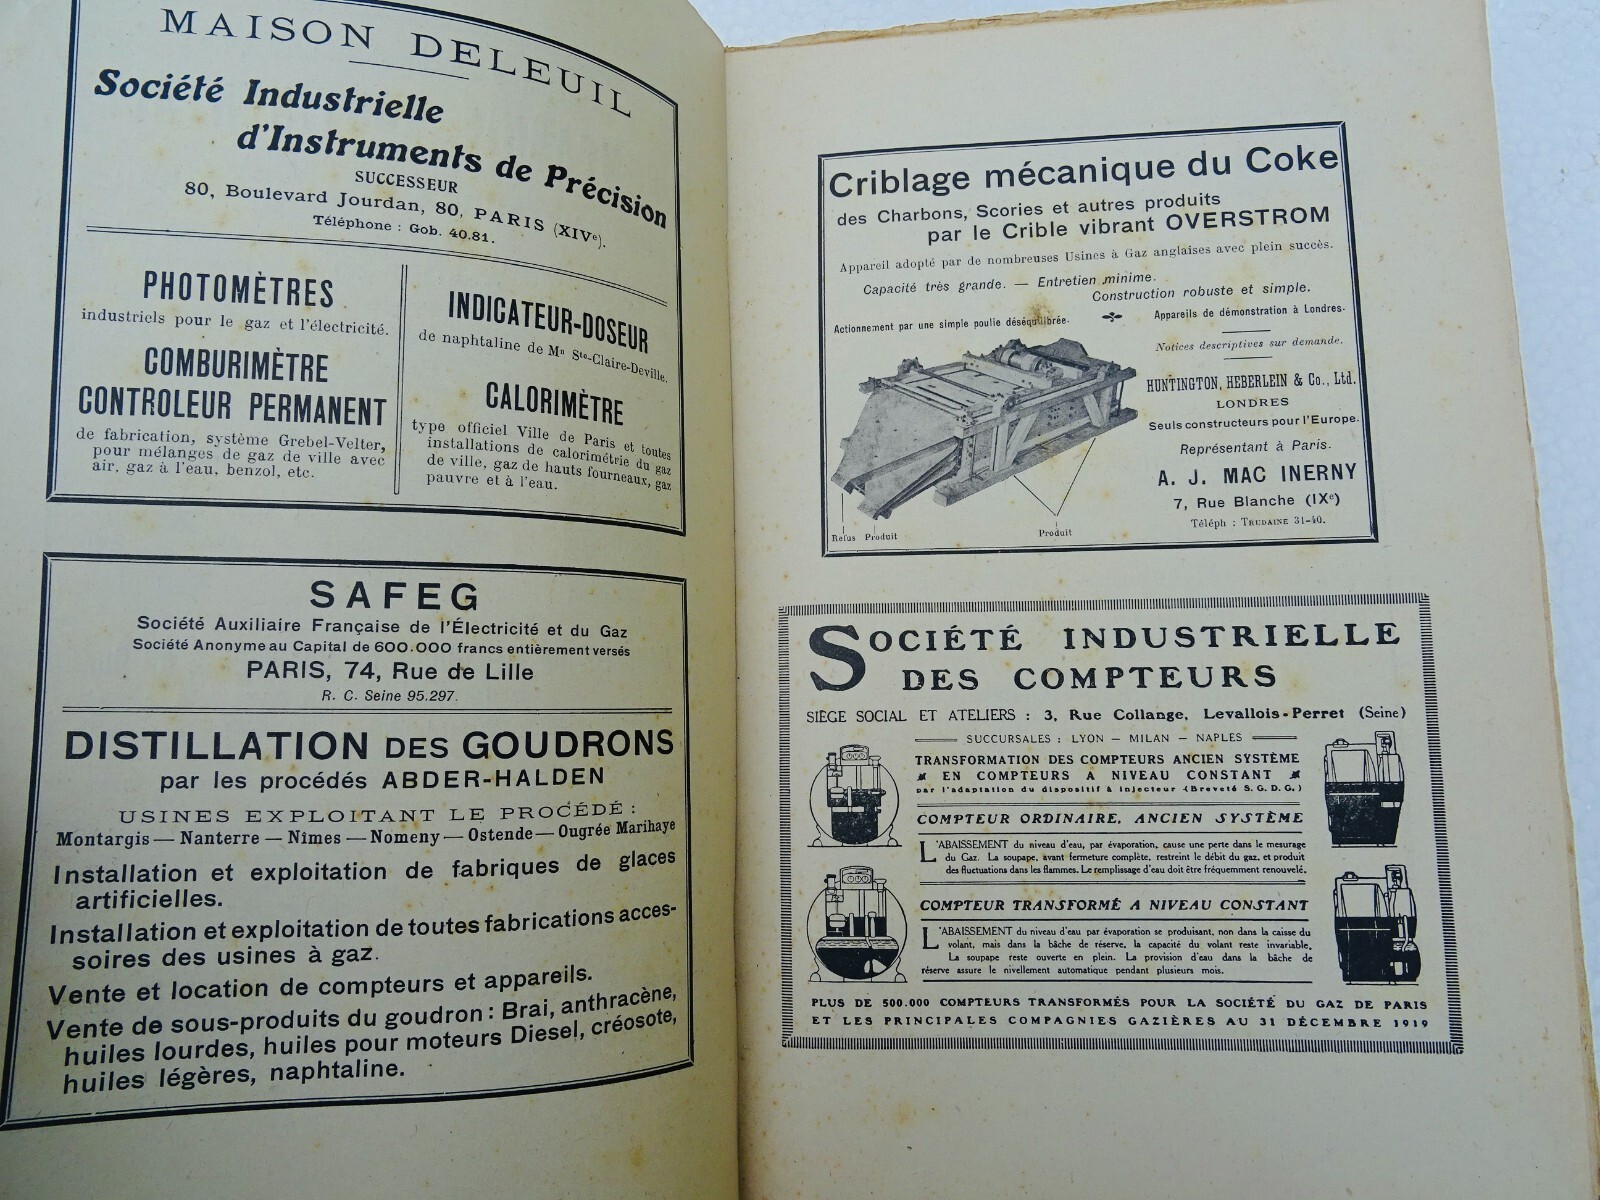 MAISON DELEUIL
Société Industrielle
d'Instruments de Précision
SUCCESSEUR
80, Boulevard Jourdan, 80, PARIS (XIVe).
Téléphone : Gob. 40.81.
PHOTOMÈTRES
industriels pour le gaz et l'électricité.
COMBURIMÈTRE
CONTROLEUR PERMANENT
de fabrication, système Grebel-Velter,
pour mélanges de gaz de ville avec
air, gaz à l'eau, benzol, etc.
INDICATEUR-DOSEUR
de naphtaline de Mn Ste-Claire-Deville.
CALORIMÈTRE
type officiel Ville de Paris et toutes
installations de calorimétrie du gaz
de ville, gaz de hauts fourneaux, gaz
pauvre et à l'eau.
SAFEG
Société Auxiliaire Française de l'Électricité et du Gaz
Société Anonyme au Capital de 600.000 francs entièrement versés
PARIS, 74, Rue de Lille
R. C. Seine 95.297.
DISTILLATION DES GOUDRONS
par les procédés ABDER-HALDEN
USINES EXPLOITANT LE PROCÉDÉ :
Montargis — Nanterre — Nîmes — Nomeny — Ostende — Ougrée Marihaye
Installation et exploitation de fabriques de glaces
artificielles.
Installation et exploitation de toutes fabrications acces-
soires des usines à gaz.
Vente et location de compteurs et appareils.
Vente de sous-produits du goudron : Brai, anthracène,
huiles lourdes, huiles pour moteurs Diesel, créosote,
huiles légères, naphtaline.
Criblage mécanique du Coke
des Charbons, Scories et autres produits
par le Crible vibrant OVERSTROM
Appareil adopté par de nombreuses Usines à Gaz anglaises avec plein succès.
Capacité très grande. — Entretien minime.
Construction robuste et simple.
Actionnement par une simple poulie déséquilibrée.
Appareils de démonstration à Londres.
Notices descriptives sur demande.
HUNTINGTON, HEBERLEIN & Co., Ltd.
LONDRES
Seuls constructeurs pour l'Europe.
Représentant à Paris.
A. J. MAC INERNY
7, Rue Blanche (IXe)
Téléph : TRUDAINE 31-40.
Refus Produit
Produit
SOCIÉTÉ INDUSTRIELLE
DES COMPTEURS
SIÈGE SOCIAL ET ATELIERS : 3, Rue Collange, Levallois-Perret (Seine)
SUCCURSALES : LYON — MILAN — NAPLES
TRANSFORMATION DES COMPTEURS ANCIEN SYSTÈME
EN COMPTEURS A NIVEAU CONSTANT
par l'adaptation du dispositif à injecteur (Breveté S. G. D. G.)
COMPTEUR ORDINAIRE, ANCIEN SYSTÈME
L'ABAISSEMENT du niveau d'eau, par évaporation, cause une perte dans le mesurage
du Gaz. La soupape, avant fermeture complète, restreint le débit du gaz, et produit
des fluctuations dans les flammes. Le remplissage d'eau doit être fréquemment renouvelé.
COMPTEUR TRANSFORMÉ A NIVEAU CONSTANT
L'ABAISSEMENT du niveau d'eau par évaporation se produisant, non dans la caisse du
volant, mais dans la bâche de réserve, la capacité du volant reste invariable.
La soupape reste ouverte en plein. La provision d'eau dans la bâche de
réserve assure le nivellement automatique pendant plusieurs mois.
PLUS DE 500.000 COMPTEURS TRANSFORMÉS POUR LA SOCIÉTÉ DU GAZ DE PARIS
ET LES PRINCIPALES COMPAGNIES GAZIÈRES AU 31 DÉCEMBRE 1919